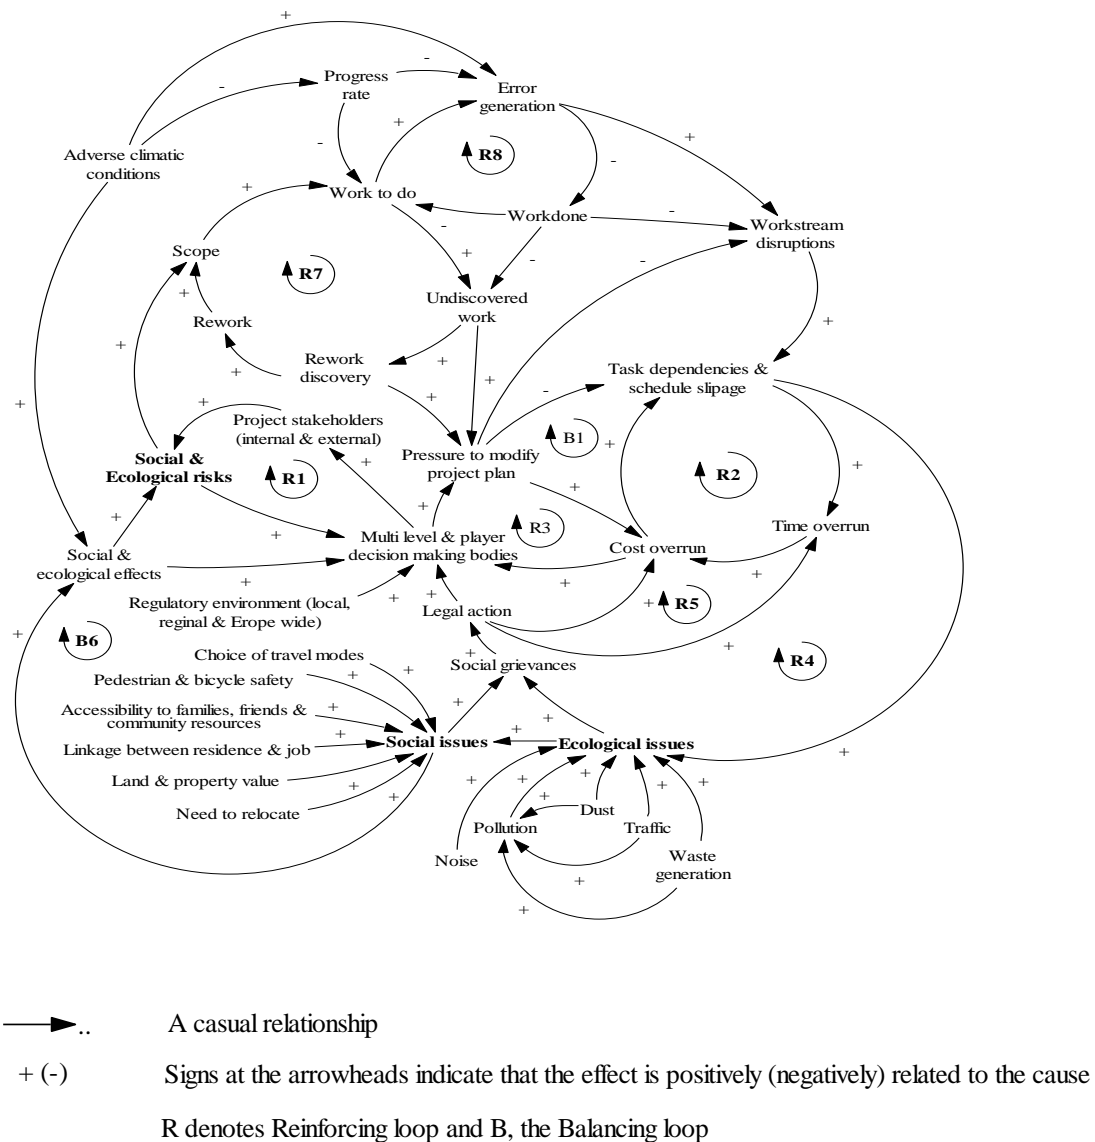 +
Progress
rate
-
Error
generation
-
+
-
+
R8
Adverse climatic
conditions
-
+
Work to do
Workdone
-
-
+
-
-
Workstream
disruptions
Scope
R7
+
Undiscovered
work
Rework
+
+
+
Rework
discovery
+
+
+
Task dependencies &
schedule slipage
-
+
+
Project stakeholders
(internal & external)
+
B1
+
Social &
Ecological risks
R1
+
Pressure to modify
project plan
+
R2
+
+
+
R3
Time overrun
+
Multi level & player
decision making bodies
Cost overrun
Social &
ecological effects
+
+
+
Regulatory environment (local,
reginal & Erope wide)
+
+
Legal action
+
R5
B6
+
+
R4
Choice of travel modes
+
Social grievances
Pedestrian & bicycle safety
+
+
Accessibility to families, friends &
community resources
+
+
+
Linkage between residence & job
+
Social issues
+
Ecological issues
+
Land & property value
+
+
+
+
+
+
+
+
Need to relocate
Dust
Pollution
Traffic
Noise
Waste
generation
+
+
.. A casual relationship
+ (-) Signs at the arrowheads indicate that the effect is positively (negatively) related to the cause
R denotes Reinforcing loop and B, the Balancing loop